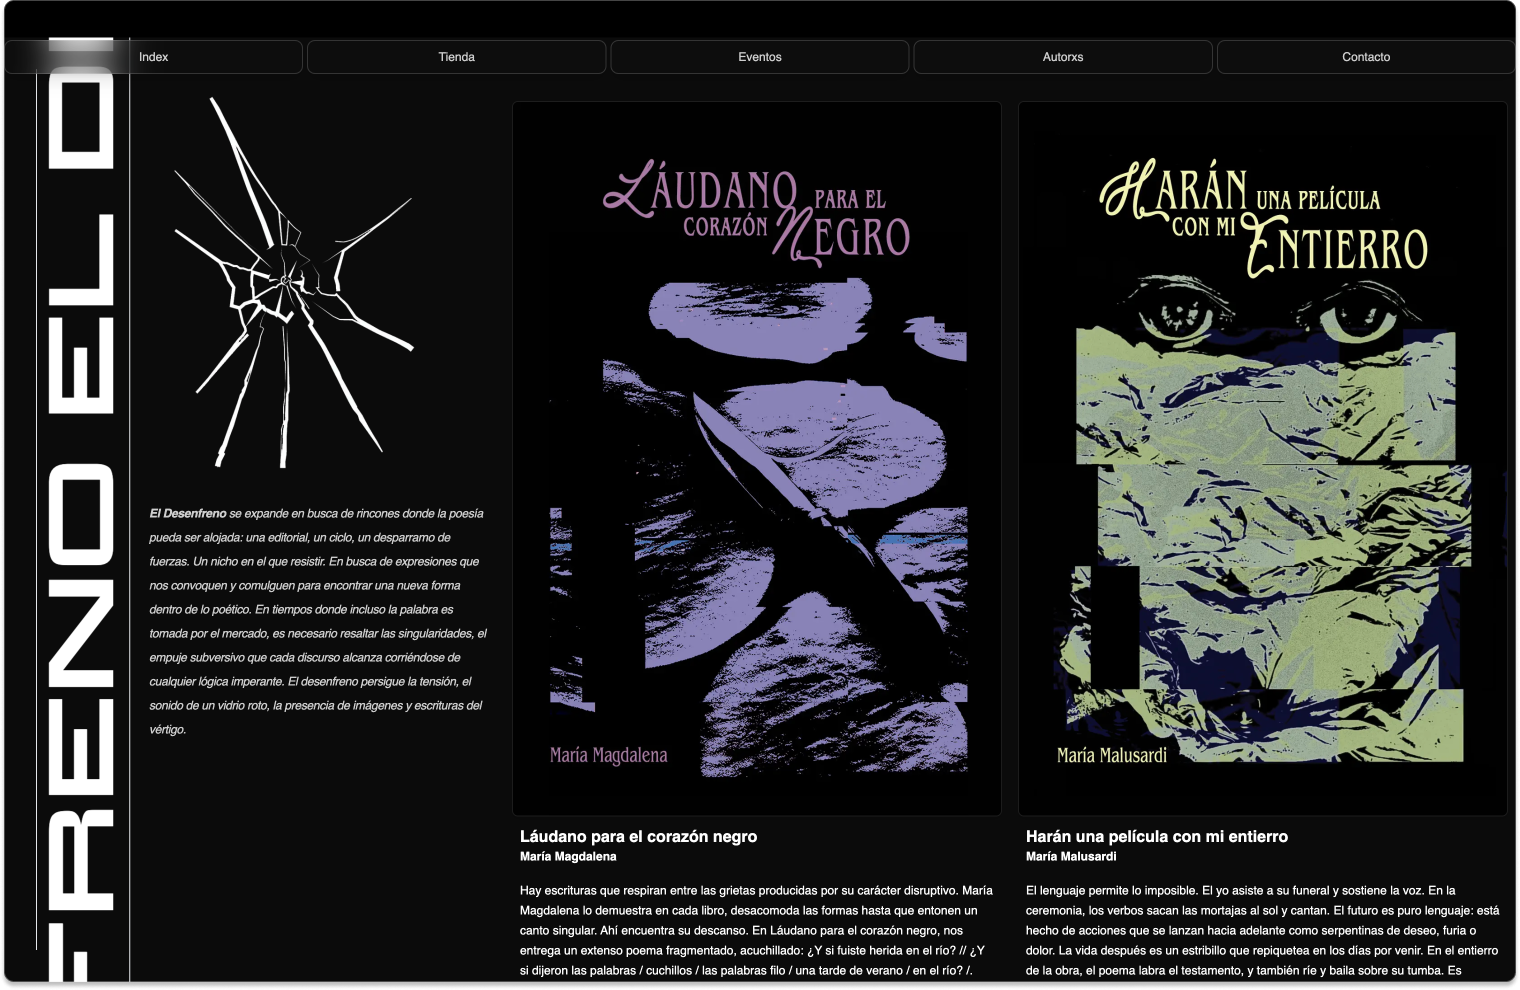 Index
Tienda
Eventos
Autorxs
Contacto
FRENO EL D
El Desenfreno se expande en busca de rincones donde la poesía
pueda ser alojada: una editorial, un ciclo, un desparramo de
fuerzas. Un nicho en el que resistir. En busca de expresiones que
nos convoquen y comulguen para encontrar una nueva forma
dentro de lo poético. En tiempos donde incluso la palabra es
tomada por el mercado, es necesario resaltar las singularidades, el
empuje subversivo que cada discurso alcanza corriéndose de
cualquier lógica imperante. El desenfreno persigue la tensión, el
sonido de un vidrio roto, la presencia de imágenes y escrituras del
vértigo.
LÁUDANO PARA EL
CORAZÓN NEGRO
María Magdalena
Láudano para el corazón negro
María Magdalena
Hay escrituras que respiran entre las grietas producidas por su carácter disruptivo. María
Magdalena lo demuestra en cada libro, desacomoda las formas hasta que entonen un
canto singular. Ahí encuentra su descanso. En Láudano para el corazón negro, nos
entrega un extenso poema fragmentado, acuchillado: ¿Y si fuiste herida en el río? // ¿Y
si dijeron las palabras / cuchillos / las palabras filo / una tarde de verano / en el río? /.
HARÁN UNA PELÍCULA
CON MI ENTIERRO
María Malusardi
Harán una película con mi entierro
María Malusardi
El lenguaje permite lo imposible. El yo asiste a su funeral y sostiene la voz. En la
ceremonia, los verbos sacan las mortajas al sol y cantan. El futuro es puro lenguaje: está
hecho de acciones que se lanzan hacia adelante como serpentinas de deseo, furia o
dolor. La vida después es un estribillo que repiquetea en los días por venir. En el entierro
de la obra, el poema labra el testamento, y también ríe y baila sobre su tumba. Es